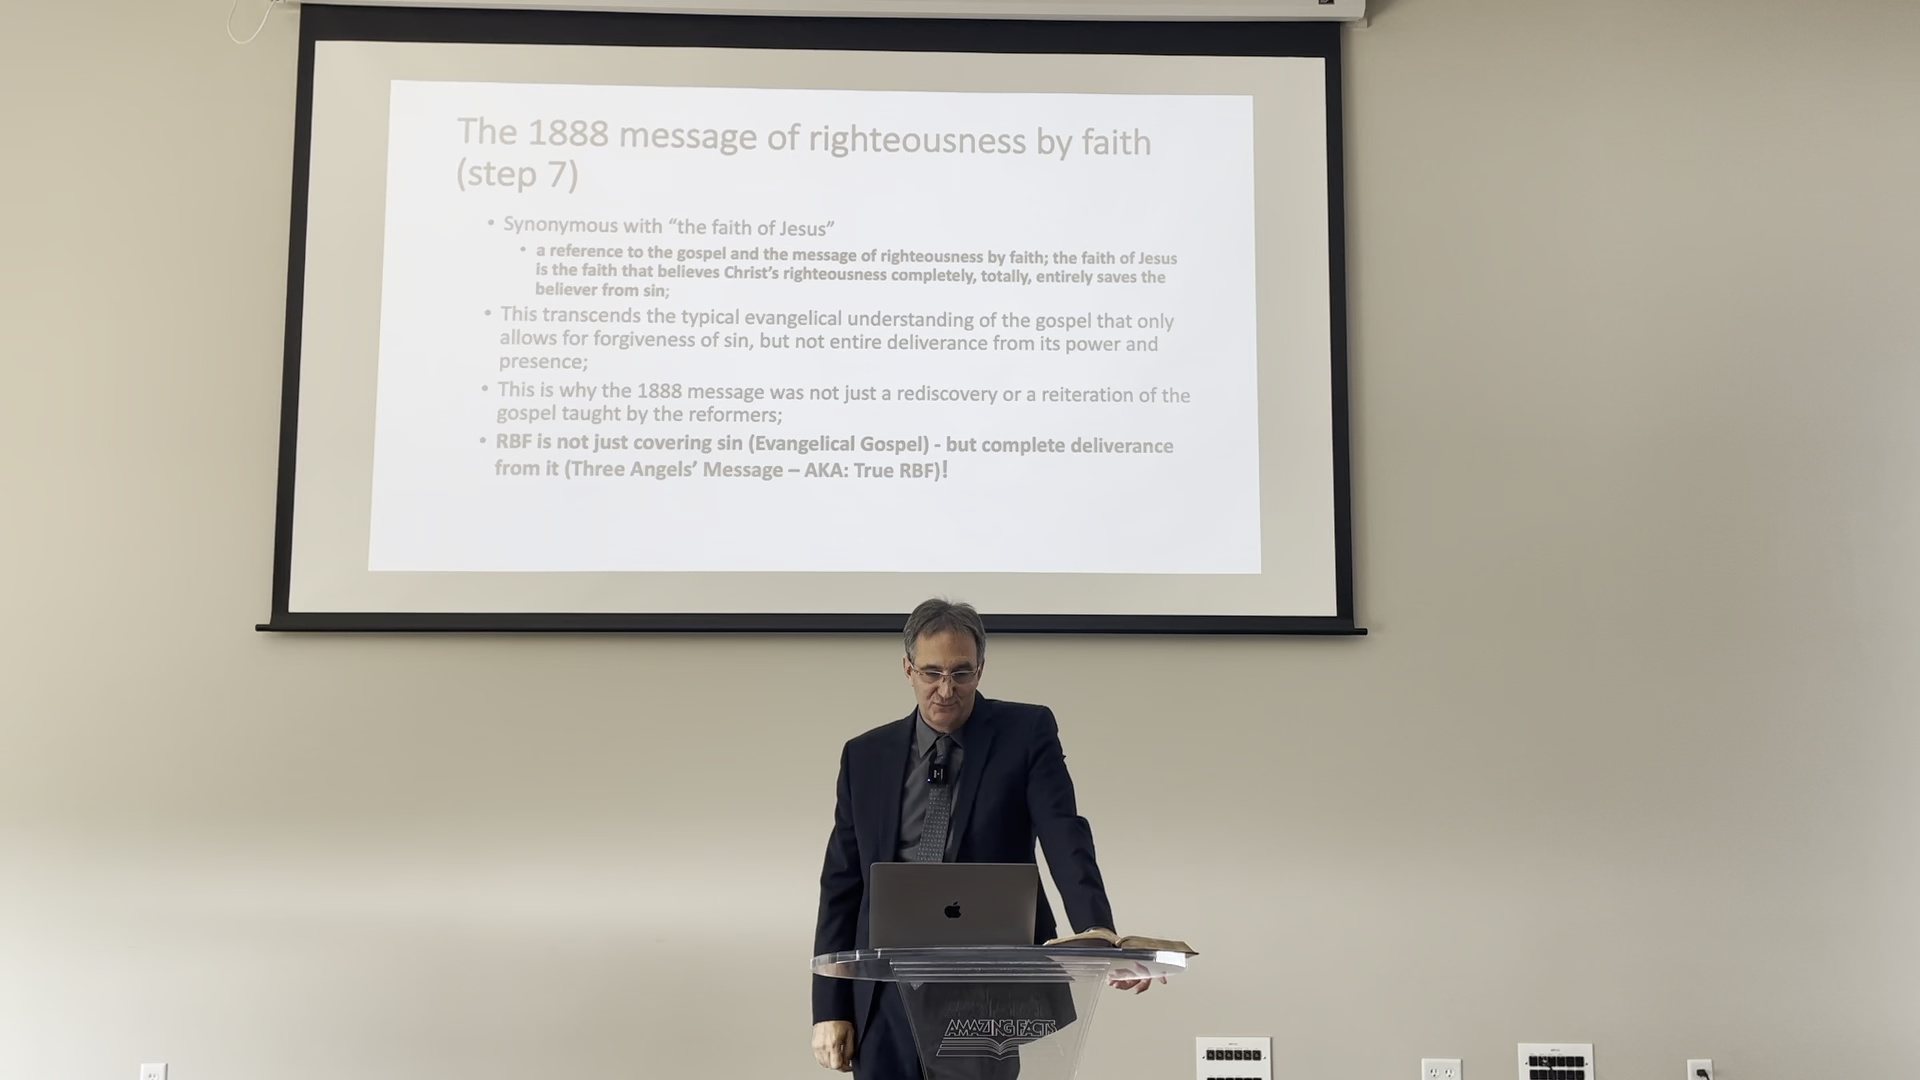 The 1888 message of righteousness by faith
(step 7)
• Synonymous with “the faith of Jesus”
• a reference to the gospel and the message of righteousness by faith; the faith of Jesus
is the faith that believes Christ’s righteousness completely, totally, entirely saves the
believer from sin;
• This transcends the typical evangelical understanding of the gospel that only
allows for forgiveness of sin, but not entire deliverance from its power and
presence;
• This is why the 1888 message was not just a rediscovery or a reiteration of the
gospel taught by the reformers;
• RBF is not just covering sin (Evangelical Gospel) - but complete deliverance
from it (Three Angels’ Message – AKA: True RBF)!
AMAZING FACTS